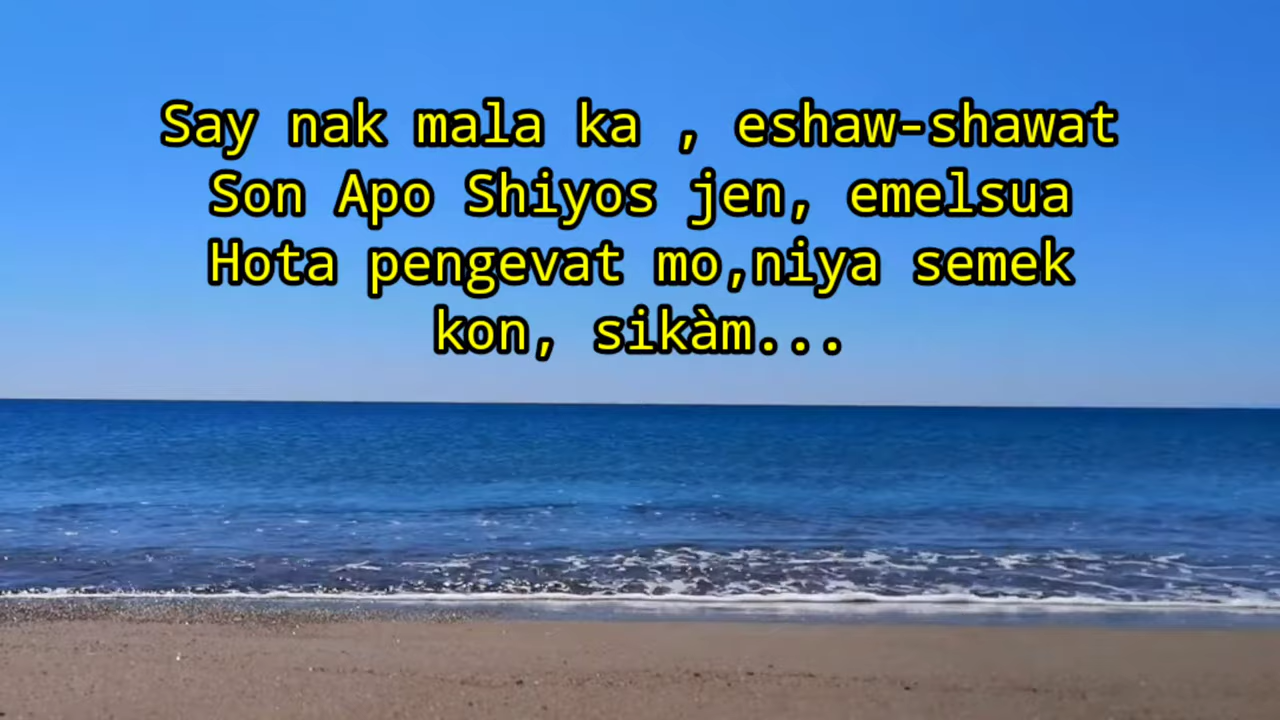 Say nak mala ka , eshaw-shawat
Son Apo Shiyos jen, emelsua
Hota pengevat mo,niya semek
kon, sikàm...